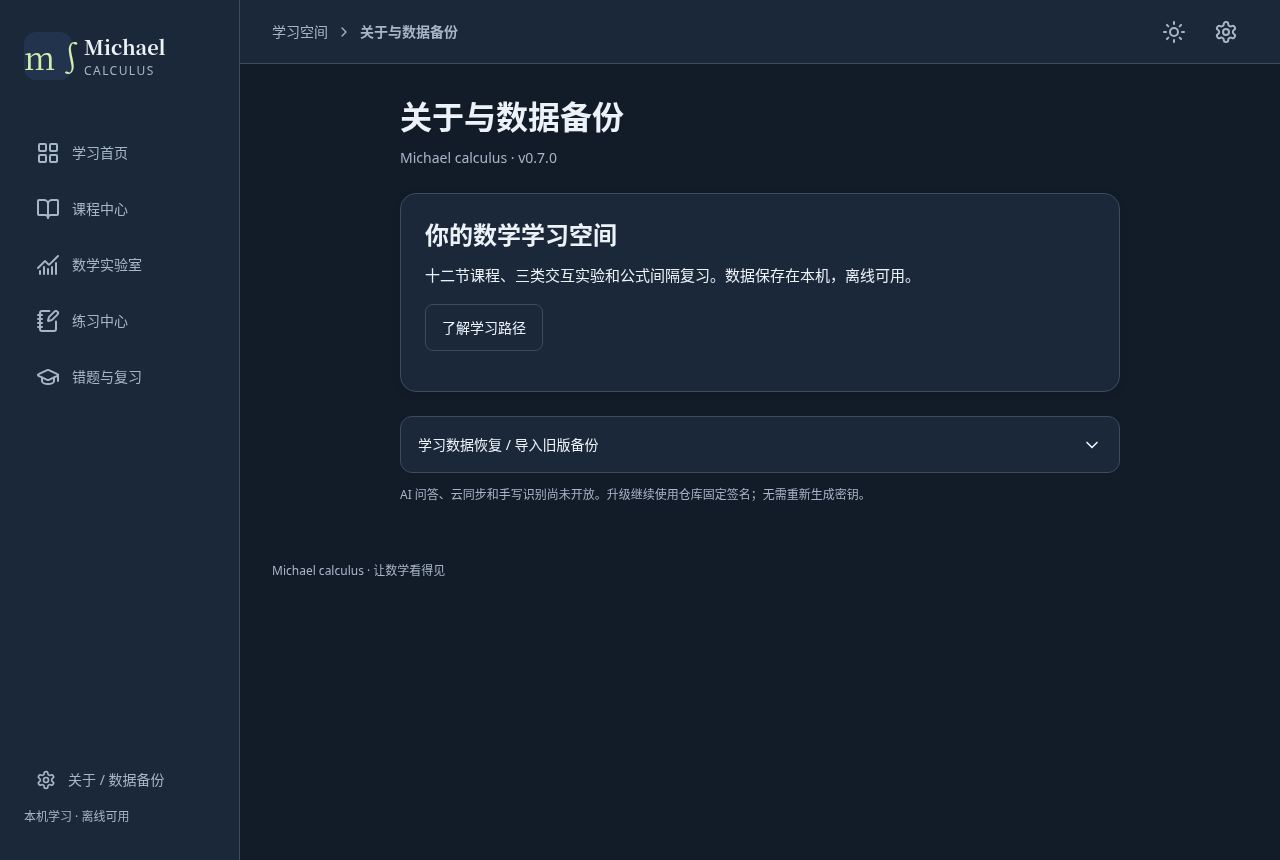 m ∫
Michael
CALCULUS
学习首页
课程中心
数学实验室
练习中心
错题与复习
关于 / 数据备份
本机学习 · 离线可用
学习空间 > 关于与数据备份
关于与数据备份
Michael calculus · v0.7.0
你的数学学习空间
十二节课程、三类交互实验和公式间隔复习。数据保存在本机，离线可用。
了解学习路径
学习数据恢复 / 导入旧版备份
AI 问答、云同步和手写识别尚未开放。升级继续使用仓库固定签名；无需重新生成密钥。
Michael calculus · 让数学看得见